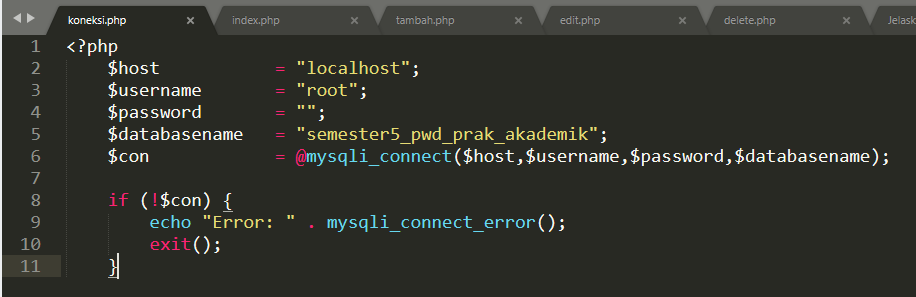 koneksi.php × index.php × tambah.php × edit.php × delete.php × Jelask
1 <?php
2 $host = "localhost";
3 $username = "root";
4 $password = "";
5 $databasename = "semester5_pwd_prak_akademik";
6 $con = @mysqli_connect($host,$username,$password,$databasename);
7
8 if (!$con) {
9 echo "Error: " . mysqli_connect_error();
10 exit();
11 }